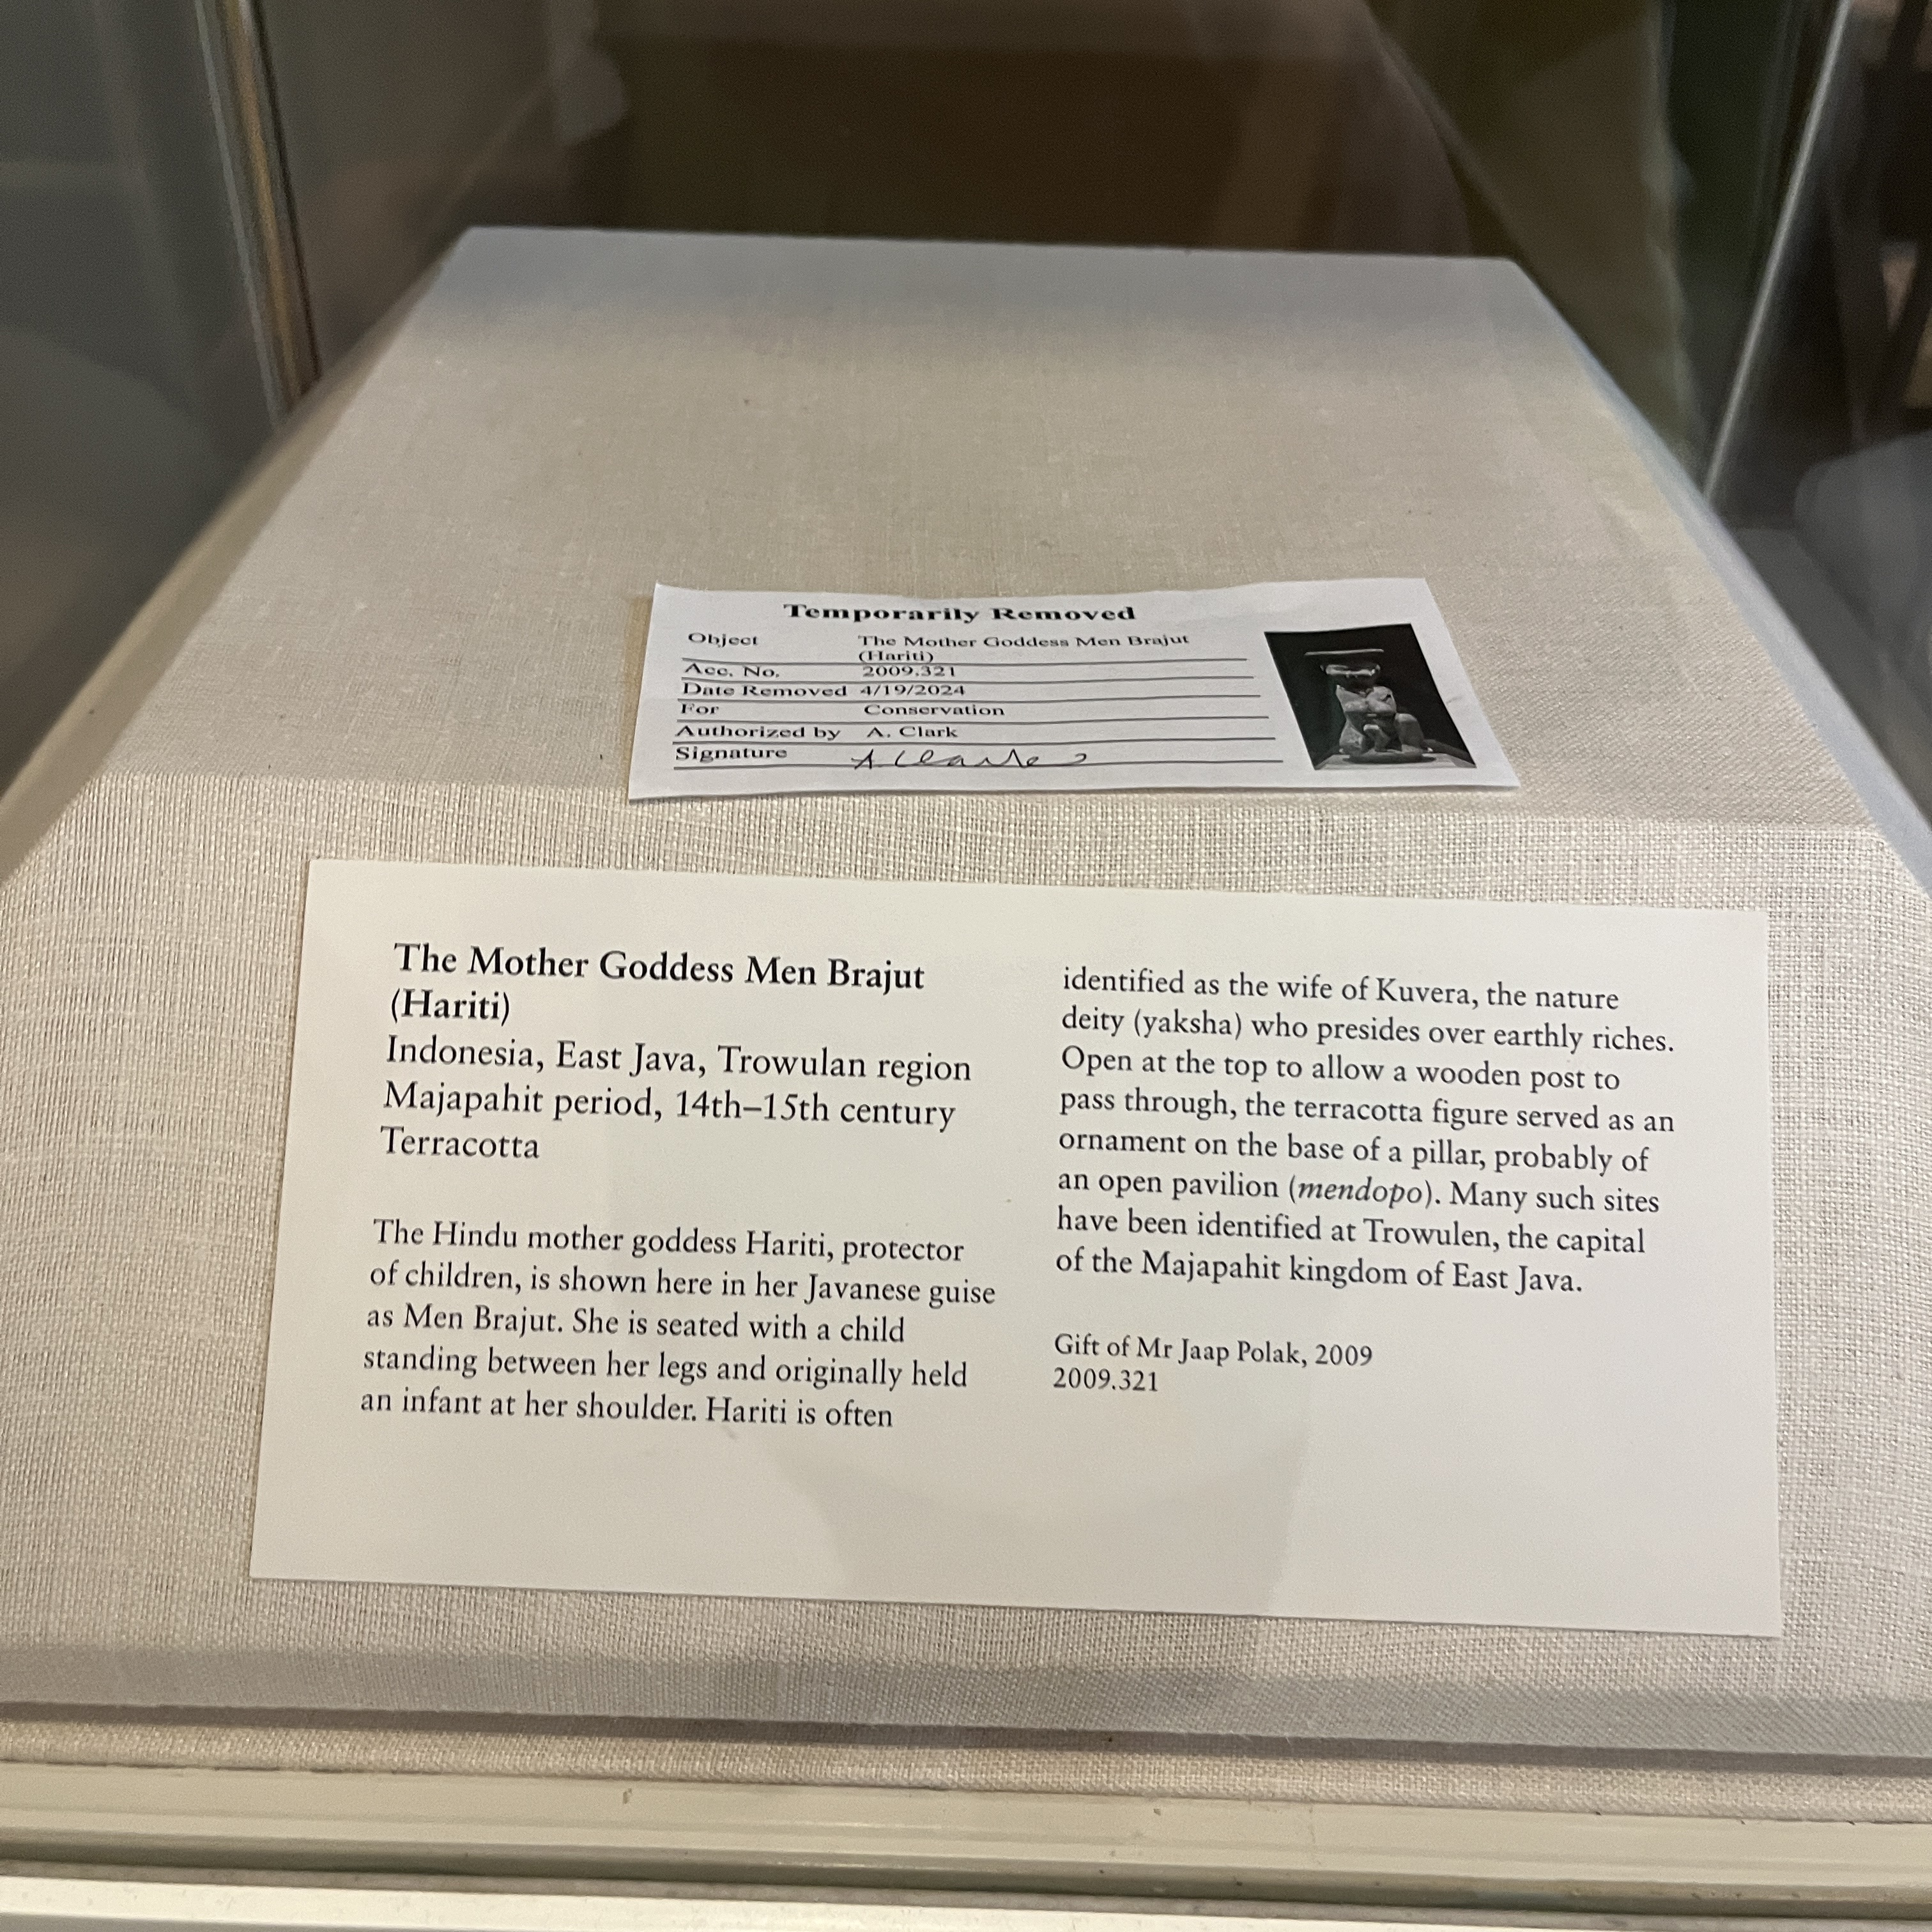 Temporarily Removed
Object The Mother Goddess Men Brajut
(Hariti)
Acc. No. 2009.321
Date Removed 4/19/2024
For Conservation
Authorized by A. Clark
Signature A Clarke
The Mother Goddess Men Brajut
(Hariti)
Indonesia, East Java, Trowulan region
Majapahit period, 14th–15th century
Terracotta
The Hindu mother goddess Hariti, protector
of children, is shown here in her Javanese guise
as Men Brajut. She is seated with a child
standing between her legs and originally held
an infant at her shoulder. Hariti is often
identified as the wife of Kuvera, the nature
deity (yaksha) who presides over earthly riches.
Open at the top to allow a wooden post to
pass through, the terracotta figure served as an
ornament on the base of a pillar, probably of
an open pavilion (mendopo). Many such sites
have been identified at Trowulen, the capital
of the Majapahit kingdom of East Java.
Gift of Mr Jaap Polak, 2009
2009.321